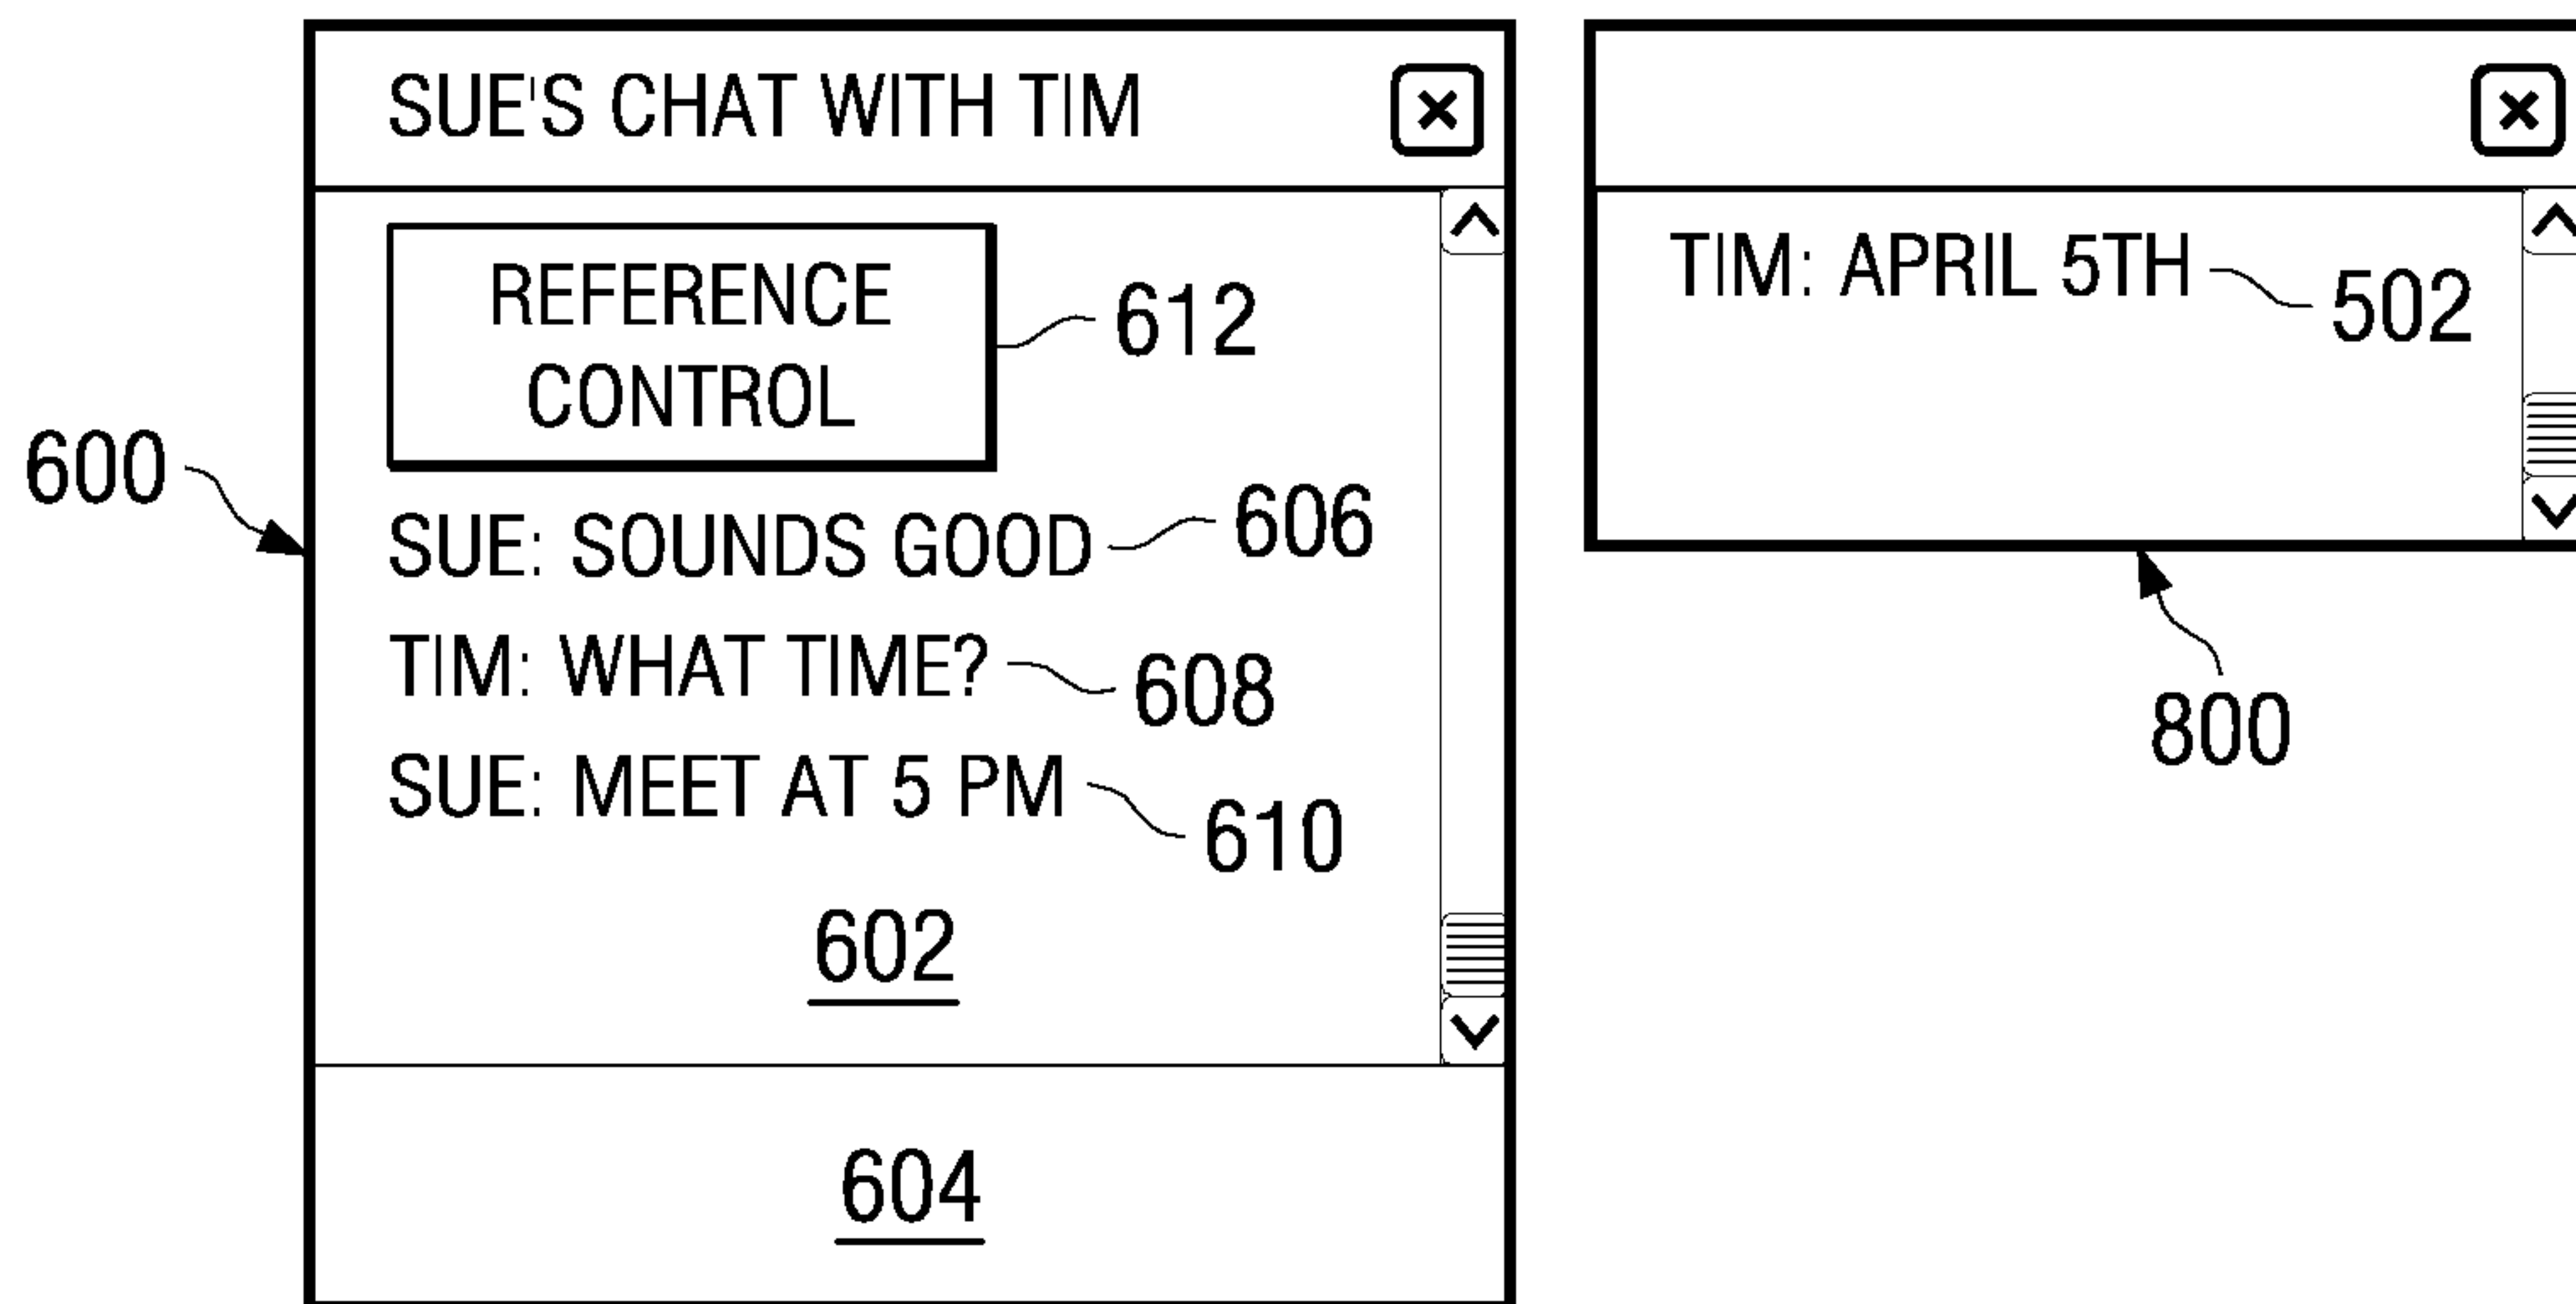 SUE'S CHAT WITH TIM
REFERENCE
CONTROL
612
600
SUE: SOUNDS GOOD
606
TIM: WHAT TIME?
608
SUE: MEET AT 5 PM
610
602
604
TIM: APRIL 5TH
502
800